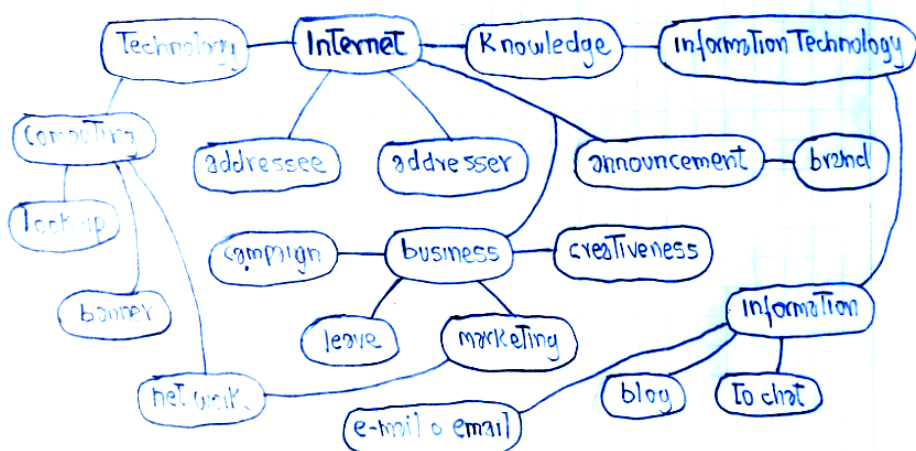 Technology
Internet
Knowledge
Information Technology
computing
addressee
addresser
announcement
brand
look up
campaign
business
creativeness
banner
leave
marketing
information
network
e-mail o email
blog
to chat